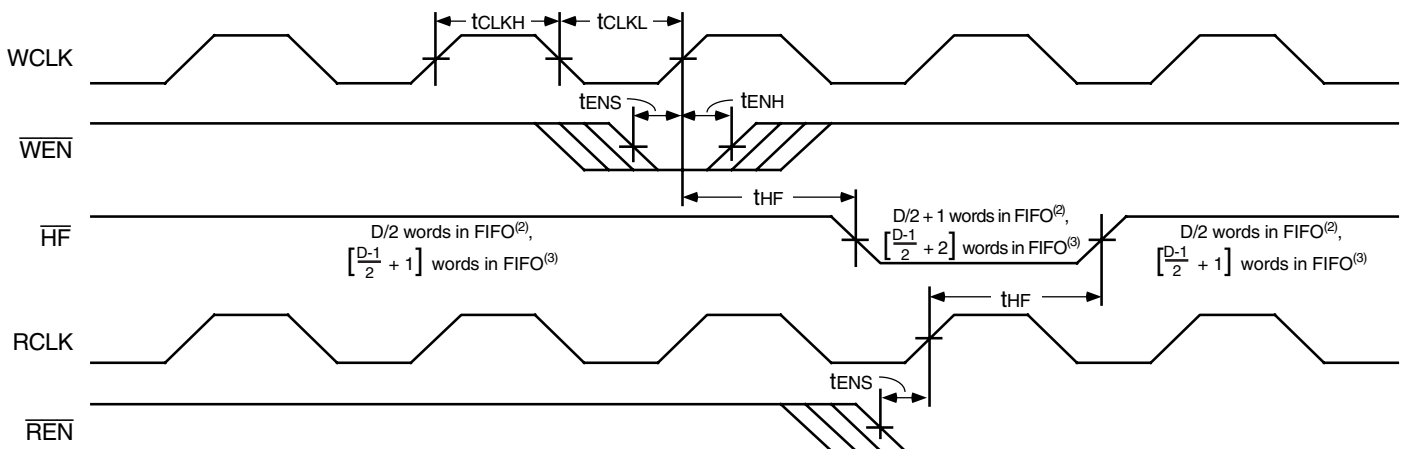 tCLKH
tCLKL
WCLK
tENS
tENH
WEN
tHF
HF
D/2 words in FIFO(2),
[D-1/2 + 1] words in FIFO(3)
D/2 + 1 words in FIFO(2),
[D-1/2 + 2] words in FIFO(3)
D/2 words in FIFO(2),
[D-1/2 + 1] words in FIFO(3)
tHF
RCLK
tENS
REN